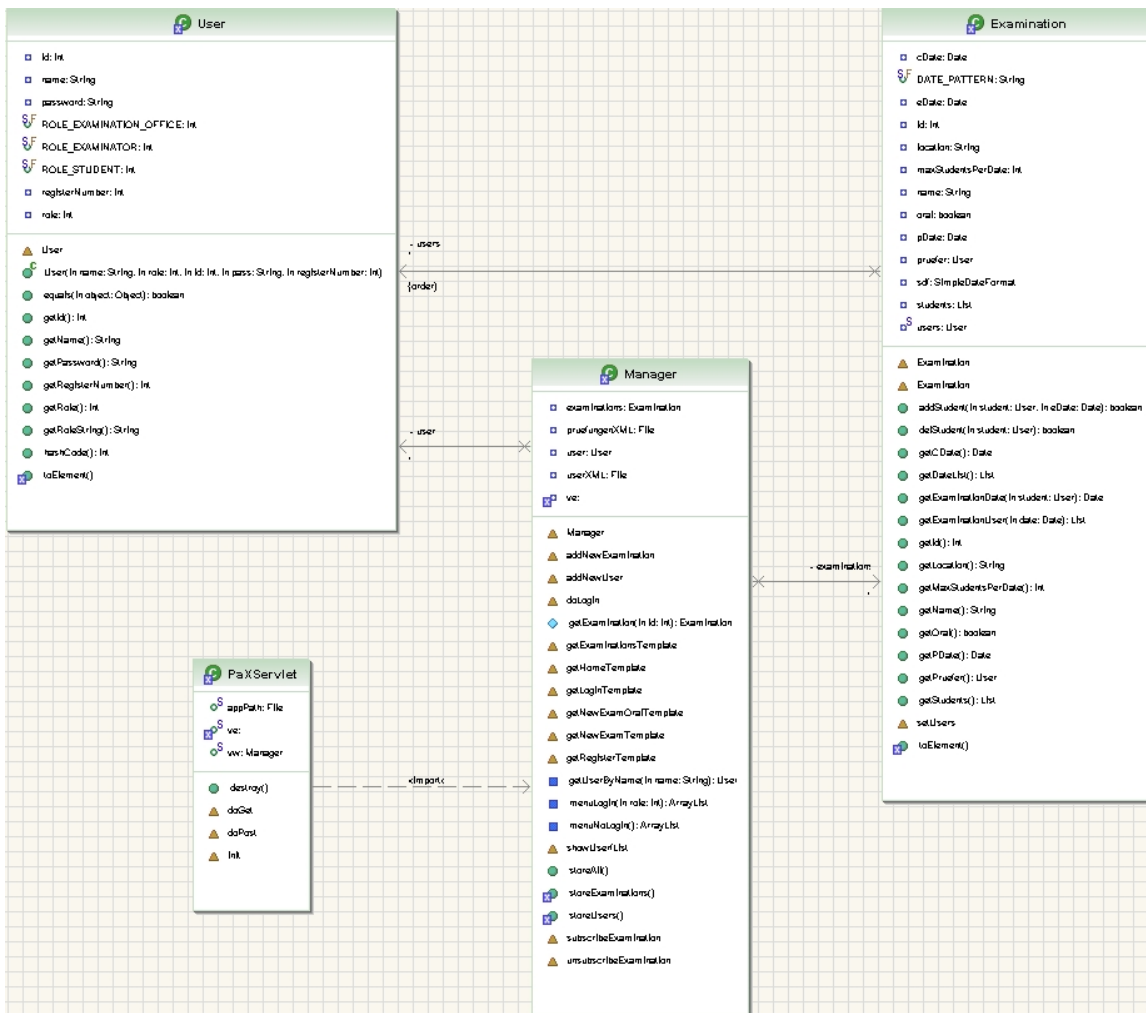 User
id: int
name: String
password: String
ROLE_EXAMINATION_OFFICE: int
ROLE_EXAMINATOR: int
ROLE_STUDENT: int
registerNumber: int
role: int
User
User(in name: String, in role: int, in id: int, in pass: String, in registerNumber: int)
equals(in object: Object): boolean
getId(): int
getName(): String
getPassword(): String
getRegisterNumber(): int
getRole(): int
getRoleString(): String
hashCode(): int
toElement()
- users
*
{order}
- user
*
Examination
cDate: Date
DATE_PATTERN: String
eDate: Date
id: int
location: String
maxStudentsPerDate: int
name: String
oral: boolean
pDate: Date
pruefer: User
sdf: SimpleDateFormat
students: List
users: User
Examination
Examination
addStudent(in student: User, in eDate: Date): boolean
delStudent(in student: User): boolean
getCDate(): Date
getDateList(): List
getExaminationDate(in student: User): Date
getExaminationUser(in date: Date): List
getId(): int
getLocation(): String
getMaxStudentsPerDate(): int
getName(): String
getOral(): boolean
getPDate(): Date
getPruefer(): User
getStudents(): List
setUsers
toElement()
Manager
examinations: Examination
pruefungenXML: File
user: User
userXML: File
ve:
Manager
addNewExamination
addNewUser
doLogin
getExamination(in id: int): Examination
getExaminationsTemplate
getHomeTemplate
getLoginTemplate
getNewExamOralTemplate
getNewExamTemplate
getRegisterTemplate
getUserByName(in name: String): User
menuLogin(in role: int): ArrayList
menuNoLogin(): ArrayList
showUserList
storeAll()
storeExaminations()
storeUsers()
subscribeExamination
unsubscribeExamination
- examinations
*
PaXServlet
appPath: File
ve:
vw: Manager
destroy()
doGet
doPost
init
«import»